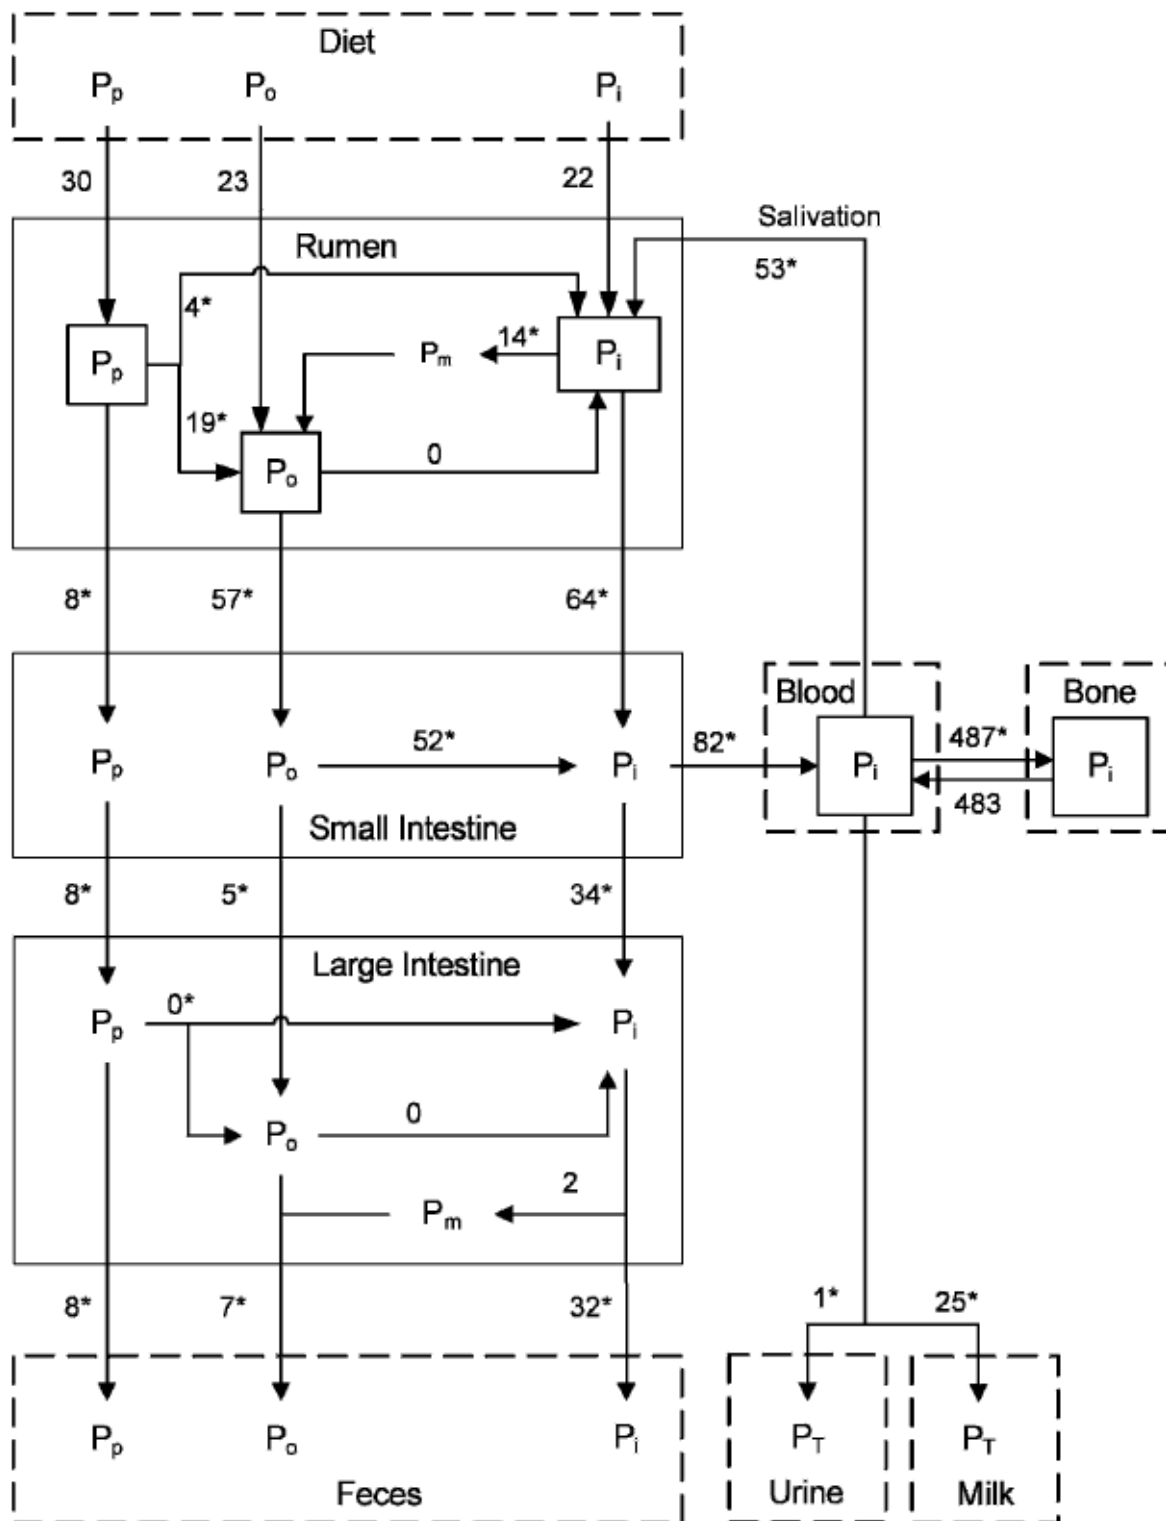 Diet
Pp Po Pi
30 23 22
Salivation
Rumen
53*
4*
14*
Pm
Pi
Pp
19*
0
Po
8* 57* 64*
Blood Bone
52* 82* 487*
Pp Po Pi Pi Pi
483
Small Intestine
8* 5* 34*
Large Intestine
0*
Pp Pi
0
Po
2
Pm
8* 7* 32* 1* 25*
Pp Po Pi PT PT
Feces Urine Milk